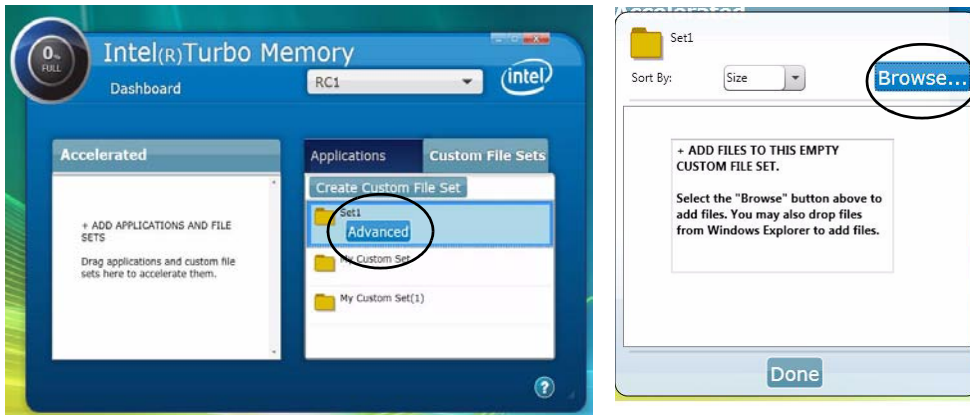 0%
FULL
Intel(R)Turbo Memory
Dashboard
RC1
intel
Accelerated
+ ADD APPLICATIONS AND FILE
SETS
Drag applications and custom file
sets here to accelerate them.
Applications
Custom File Sets
Create Custom File Set
Set1
Advanced
My Custom Set
My Custom Set(1)
?
Accelerated
Set1
Sort By:
Size
Browse...
+ ADD FILES TO THIS EMPTY
CUSTOM FILE SET.
Select the "Browse" button above to
add files. You may also drop files
from Windows Explorer to add files.
Done